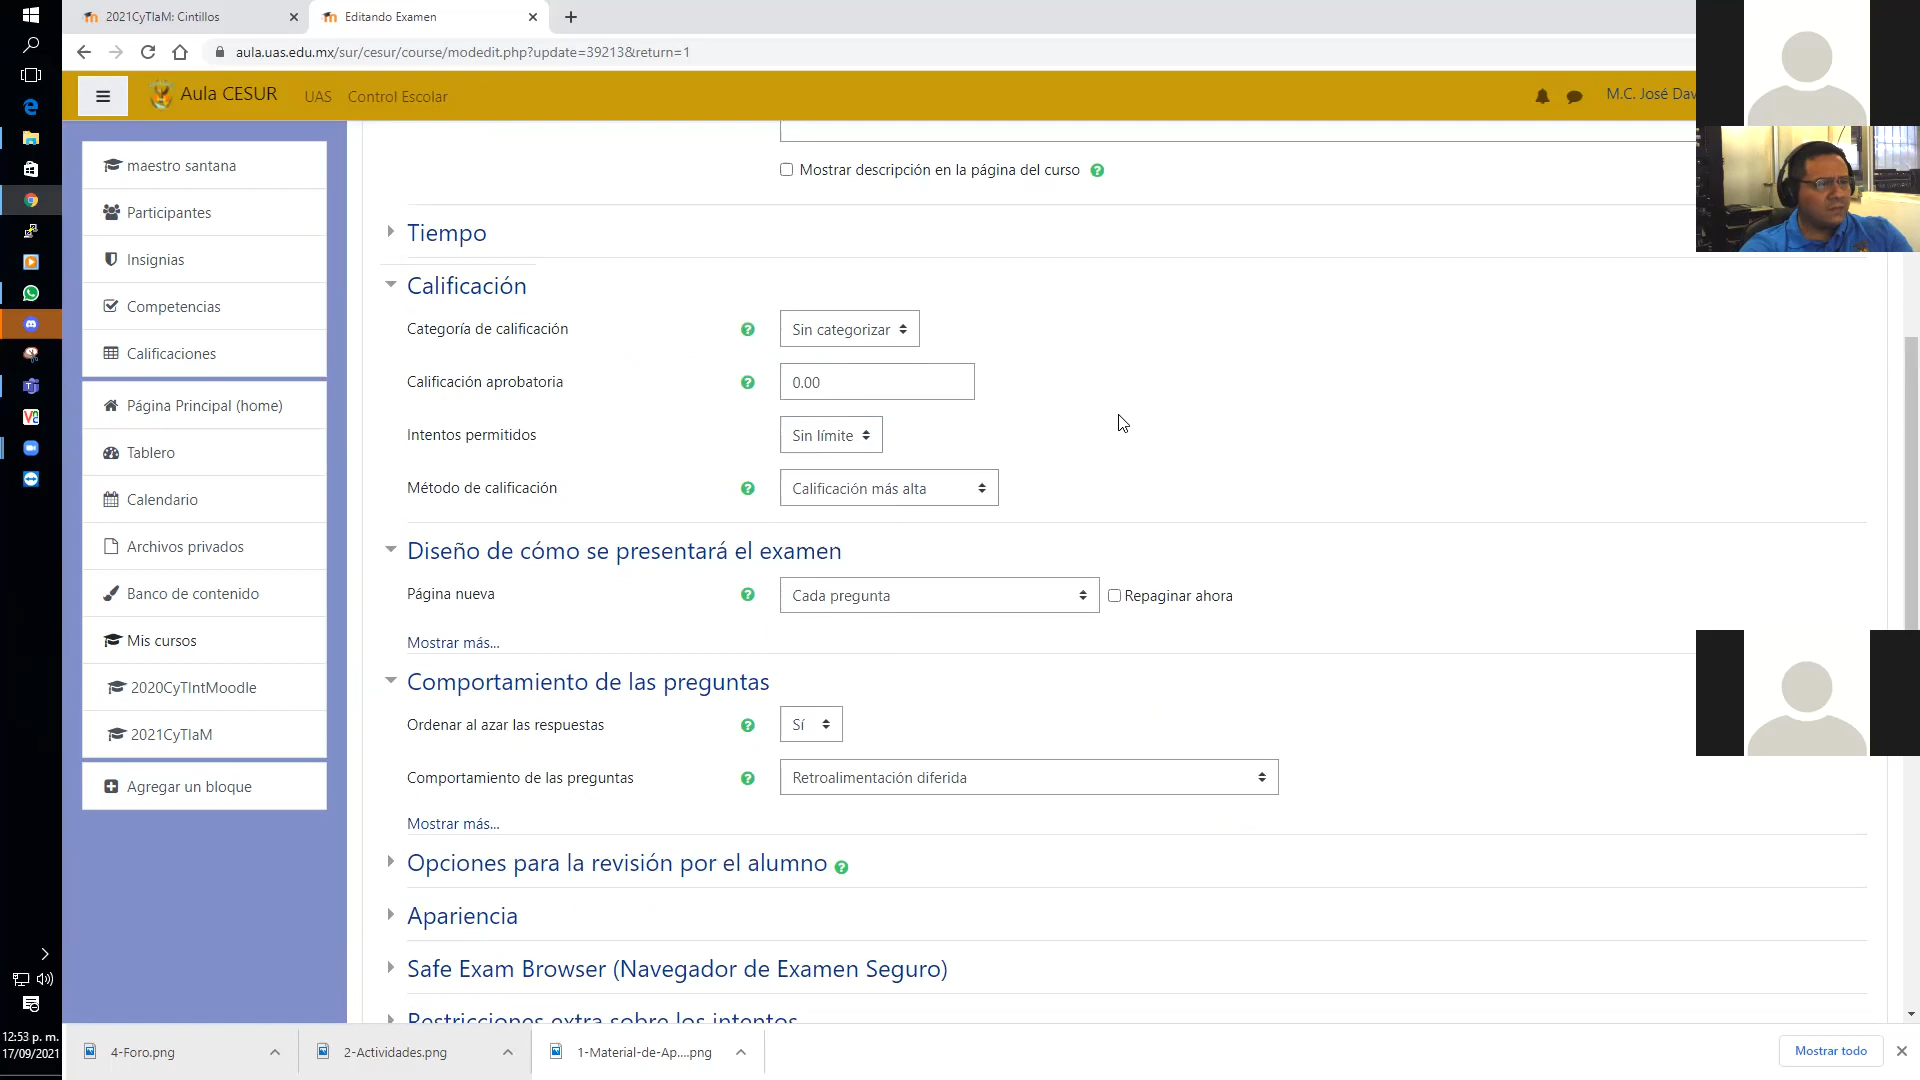 2021CyTIaM: Cintillos
Editando Examen
aula.uas.edu.mx/sur/cesur/course/modedit.php?update=39213&return=1
Aula CESUR
UAS
Control Escolar
M.C. José Dav
maestro santana
Participantes
Insignias
Competencias
Calificaciones
Página Principal (home)
Tablero
Calendario
Archivos privados
Banco de contenido
Mis cursos
2020CyTIntMoodle
2021CyTIaM
Agregar un bloque
Mostrar descripción en la página del curso
Tiempo
Calificación
Categoría de calificación
Sin categorizar
Calificación aprobatoria
0.00
Intentos permitidos
Sin límite
Método de calificación
Calificación más alta
Diseño de cómo se presentará el examen
Página nueva
Cada pregunta
Repaginar ahora
Mostrar más...
Comportamiento de las preguntas
Ordenar al azar las respuestas
Sí
Comportamiento de las preguntas
Retroalimentación diferida
Mostrar más...
Opciones para la revisión por el alumno
Apariencia
Safe Exam Browser (Navegador de Examen Seguro)
Restricciones extra sobre los intentos
12:53 p. m.
17/09/2021
4-Foro.png
2-Actividades.png
1-Material-de-Ap....png
Mostrar todo